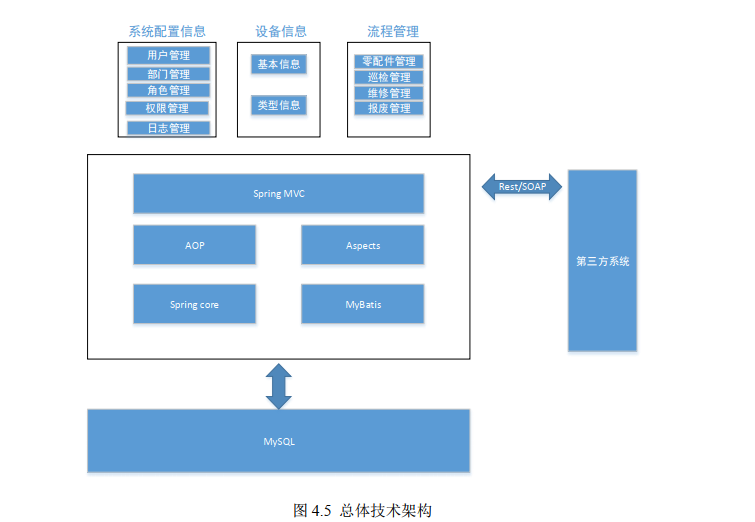 系统配置信息
用户管理
部门管理
角色管理
权限管理
日志管理
设备信息
基本信息
类型信息
流程管理
零配件管理
巡检管理
维修管理
报废管理
Spring MVC
AOP
Aspects
Spring core
MyBatis
Rest/SOAP
第三方系统
MySQL
图 4.5 总体技术架构